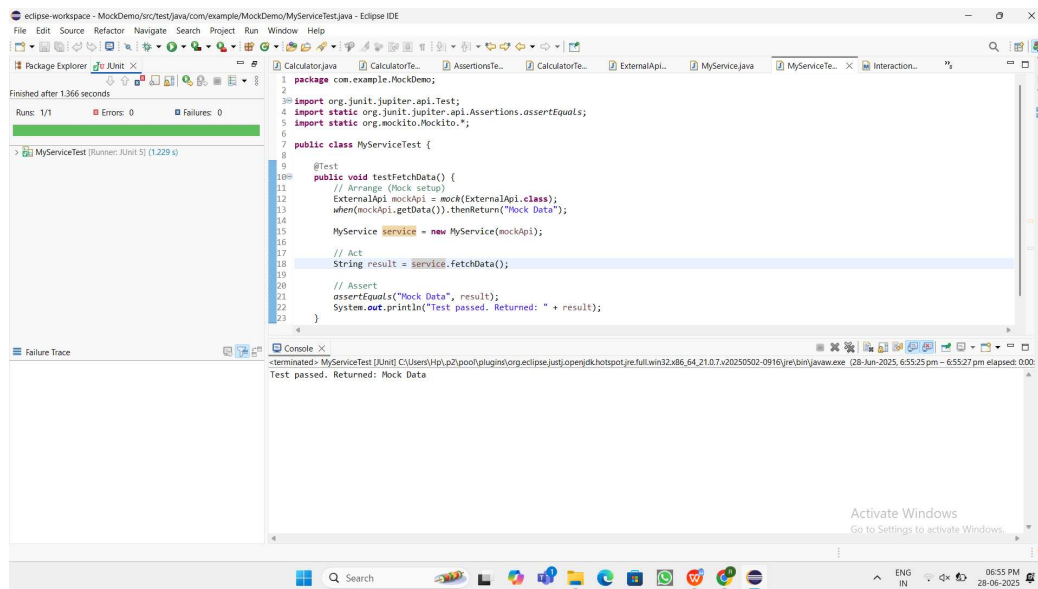 eclipse-workspace - MockDemo/src/test/java/com/example/MockDemo/MyServiceTest.java - Eclipse IDE
File Edit Source Refactor Navigate Search Project Run Window Help
Package Explorer JUnit
Finished after 1.366 seconds
Runs: 1/1 Errors: 0 Failures: 0
MyServiceTest [Runner: JUnit 5] (1.229 s)
Calculator.java CalculatorTe... AssertionsTe... CalculatorTe... ExternalApi... MyService.java MyServiceTe... Interaction...
1 package com.example.MockDemo;
2
3 import org.junit.jupiter.api.Test;
4 import static org.junit.jupiter.api.Assertions.assertEquals;
5 import static org.mockito.Mockito.*;
6
7 public class MyServiceTest {
8
9 @Test
10 public void testFetchData() {
11 // Arrange (Mock setup)
12 ExternalApi mockApi = mock(ExternalApi.class);
13 when(mockApi.getData()).thenReturn("Mock Data");
14
15 MyService service = new MyService(mockApi);
16
17 // Act
18 String result = service.fetchData();
19
20 // Assert
21 assertEquals("Mock Data", result);
22 System.out.println("Test passed. Returned: " + result);
23 }
Failure Trace
Console
<terminated> MyServiceTest [JUnit] C:\Users\Hp\.p2\pool\plugins\org.eclipse.justj.openjdk.hotspot.jre.full.win32.x86_64_21.0.7.v20250502-0916\jre\bin\javaw.exe (28-Jun-2025, 6:55:25 pm – 6:55:27 pm elapsed: 0:00:
Test passed. Returned: Mock Data
Activate Windows
Go to Settings to activate Windows.
Search
ENG
IN
06:55 PM
28-06-2025